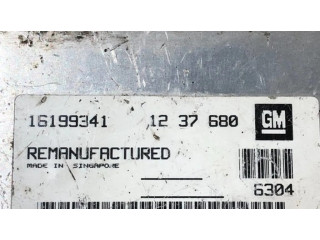 16199341 12 37 680 GM
REMANUFACTURED
MADE IN SINGAPORE
6304